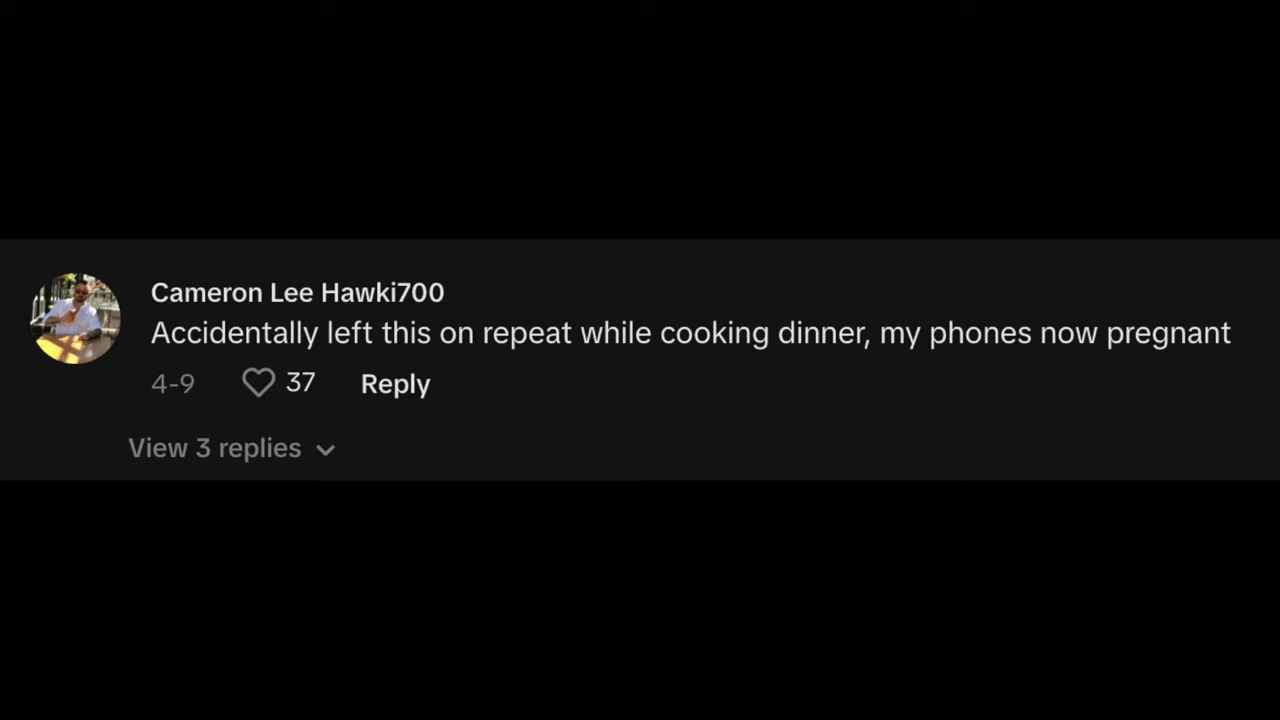 Cameron Lee Hawki700
Accidentally left this on repeat while cooking dinner, my phones now pregnant
4-9 37 Reply
View 3 replies